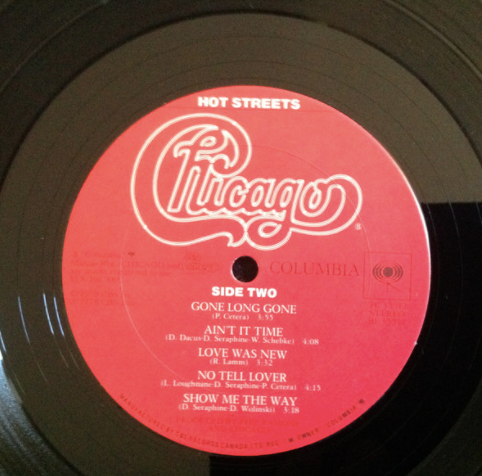 HOT STREETS
Chicago
®
COLUMBIA
SIDE TWO
GONE LONG GONE
(P. Cetera) 3:55
AIN'T IT TIME
(D. Dacus-D. Seraphine-W. Schebke) 4:08
LOVE WAS NEW
(R. Lamm) 3:32
NO TELL LOVER
(L. Loughnane-D. Seraphine-P. Cetera) 4:15
SHOW ME THE WAY
(D. Seraphine-D. Wolinski) 3:18